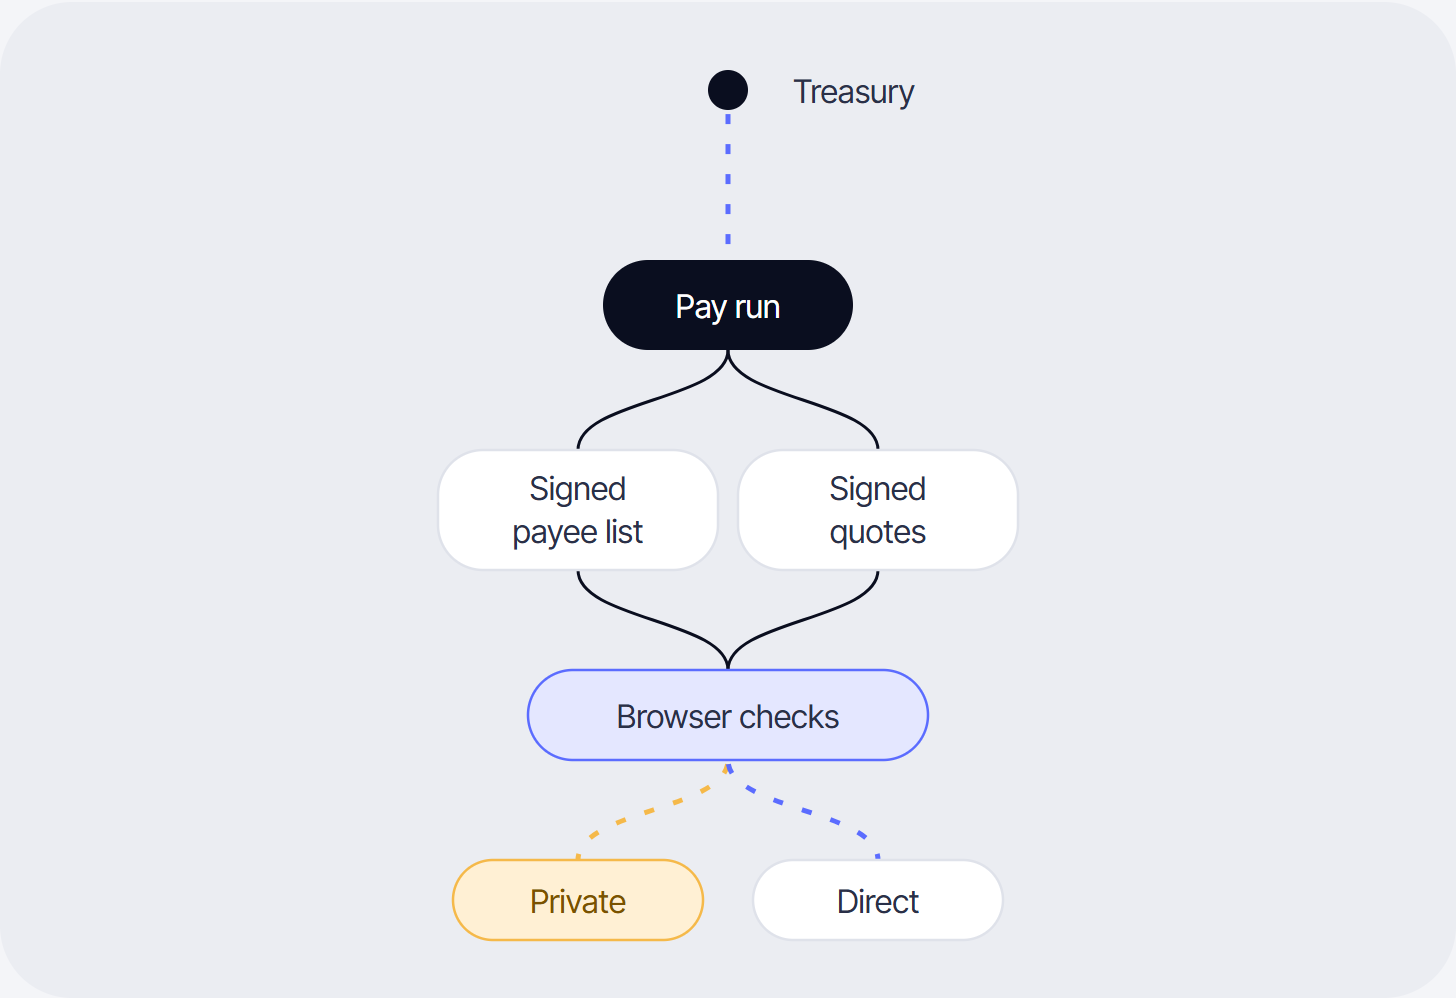 Treasury
Pay run
Signed
payee list
Signed
quotes
Browser checks
Private
Direct